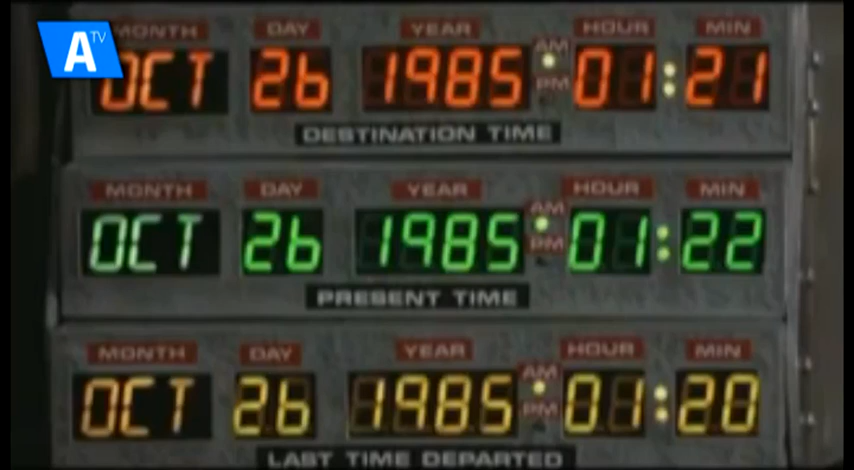 ATV
MONTH DAY YEAR AM HOUR MIN
OCT 26 1985 PM 01:21
DESTINATION TIME
MONTH DAY YEAR AM HOUR MIN
OCT 26 1985 PM 01:22
PRESENT TIME
MONTH DAY YEAR AM HOUR MIN
OCT 26 1985 PM 01:20
LAST TIME DEPARTED